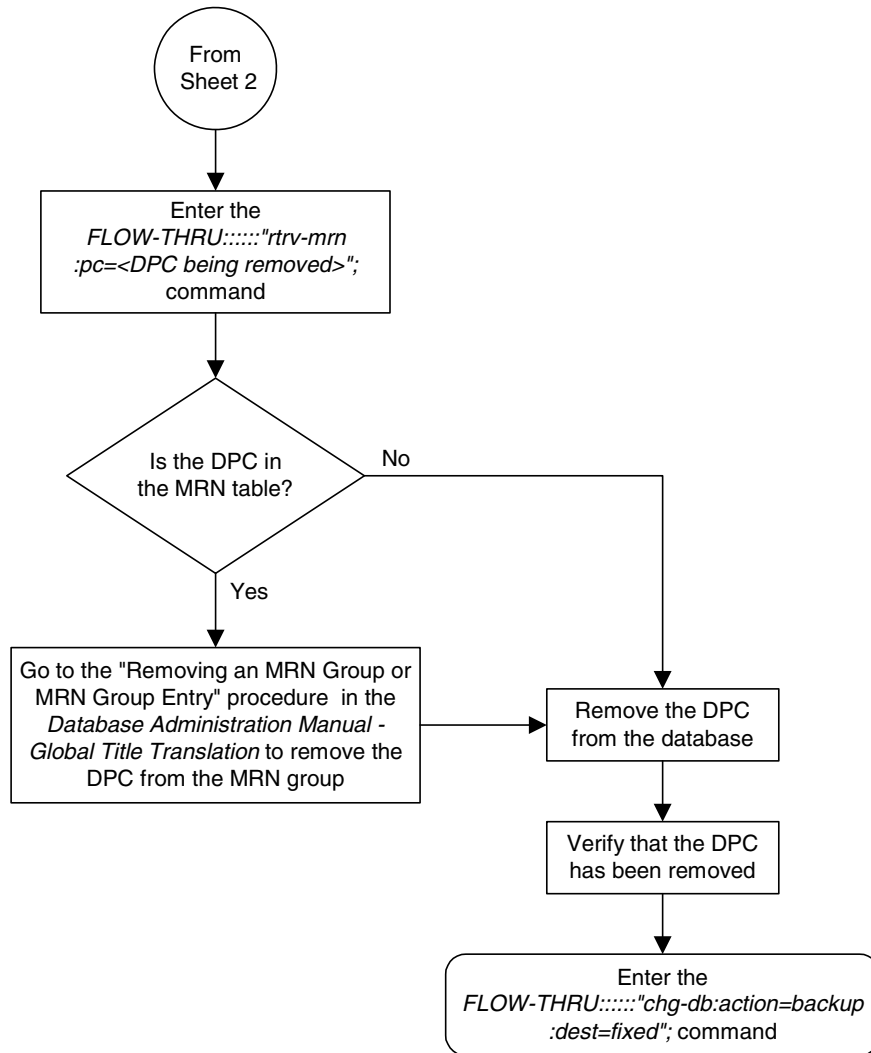 From
Sheet 2
Enter the
FLOW-THRU::::::"rtrv-mrn
:pc=<DPC being removed>";
command
Is the DPC in
the MRN table?
No
Yes
Go to the "Removing an MRN Group or
MRN Group Entry" procedure in the
Database Administration Manual -
Global Title Translation to remove the
DPC from the MRN group
Remove the DPC
from the database
Verify that the DPC
has been removed
Enter the
FLOW-THRU::::::"chg-db:action=backup
:dest=fixed"; command